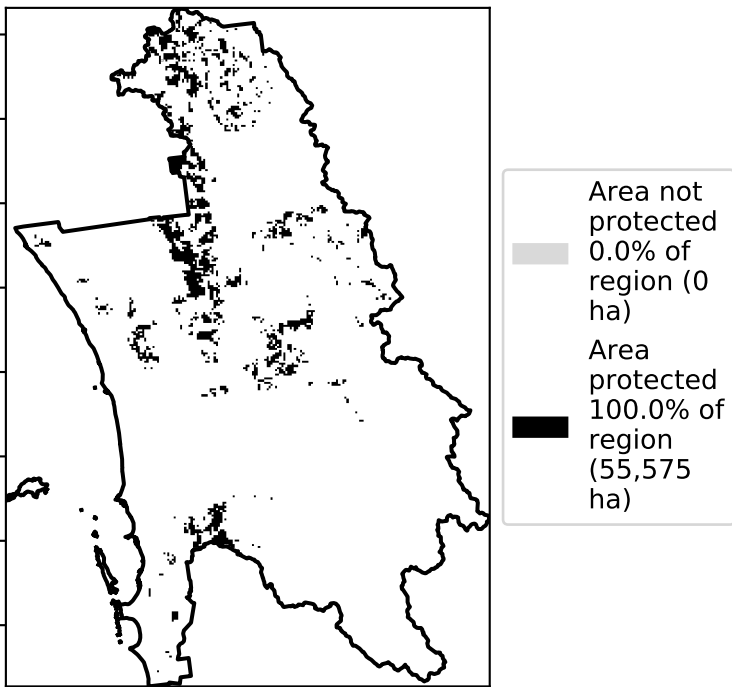 Area not
protected
0.0% of
region (0
ha)
Area
protected
100.0% of
region
(55,575
ha)